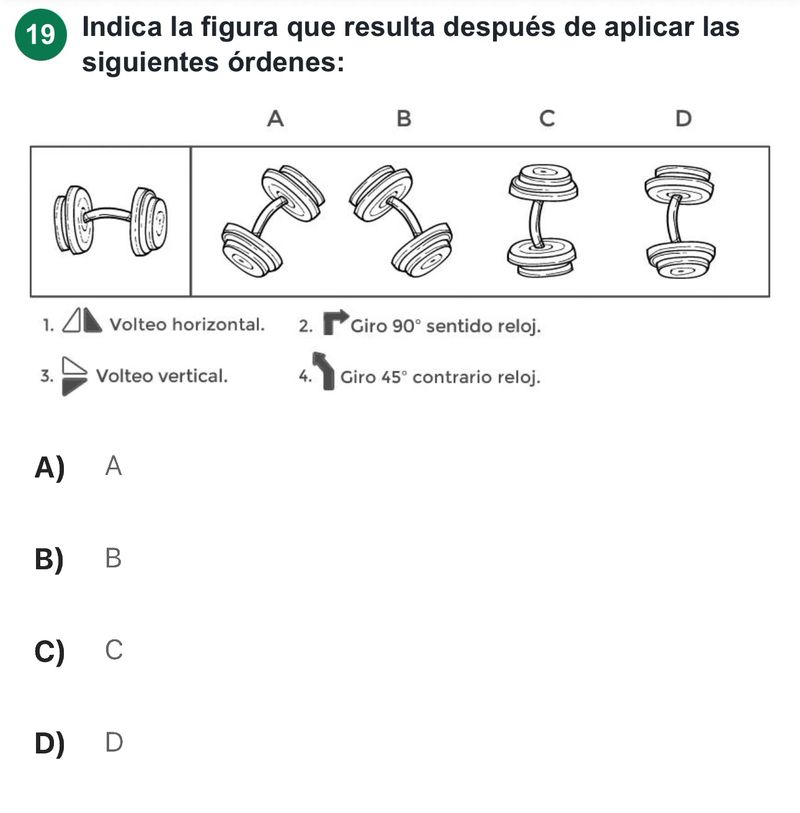 19 Indica la figura que resulta después de aplicar las
siguientes órdenes:
A B C D
1. Volteo horizontal. 2. Giro 90° sentido reloj.
3. Volteo vertical. 4. Giro 45° contrario reloj.
A) A
B) B
C) C
D) D